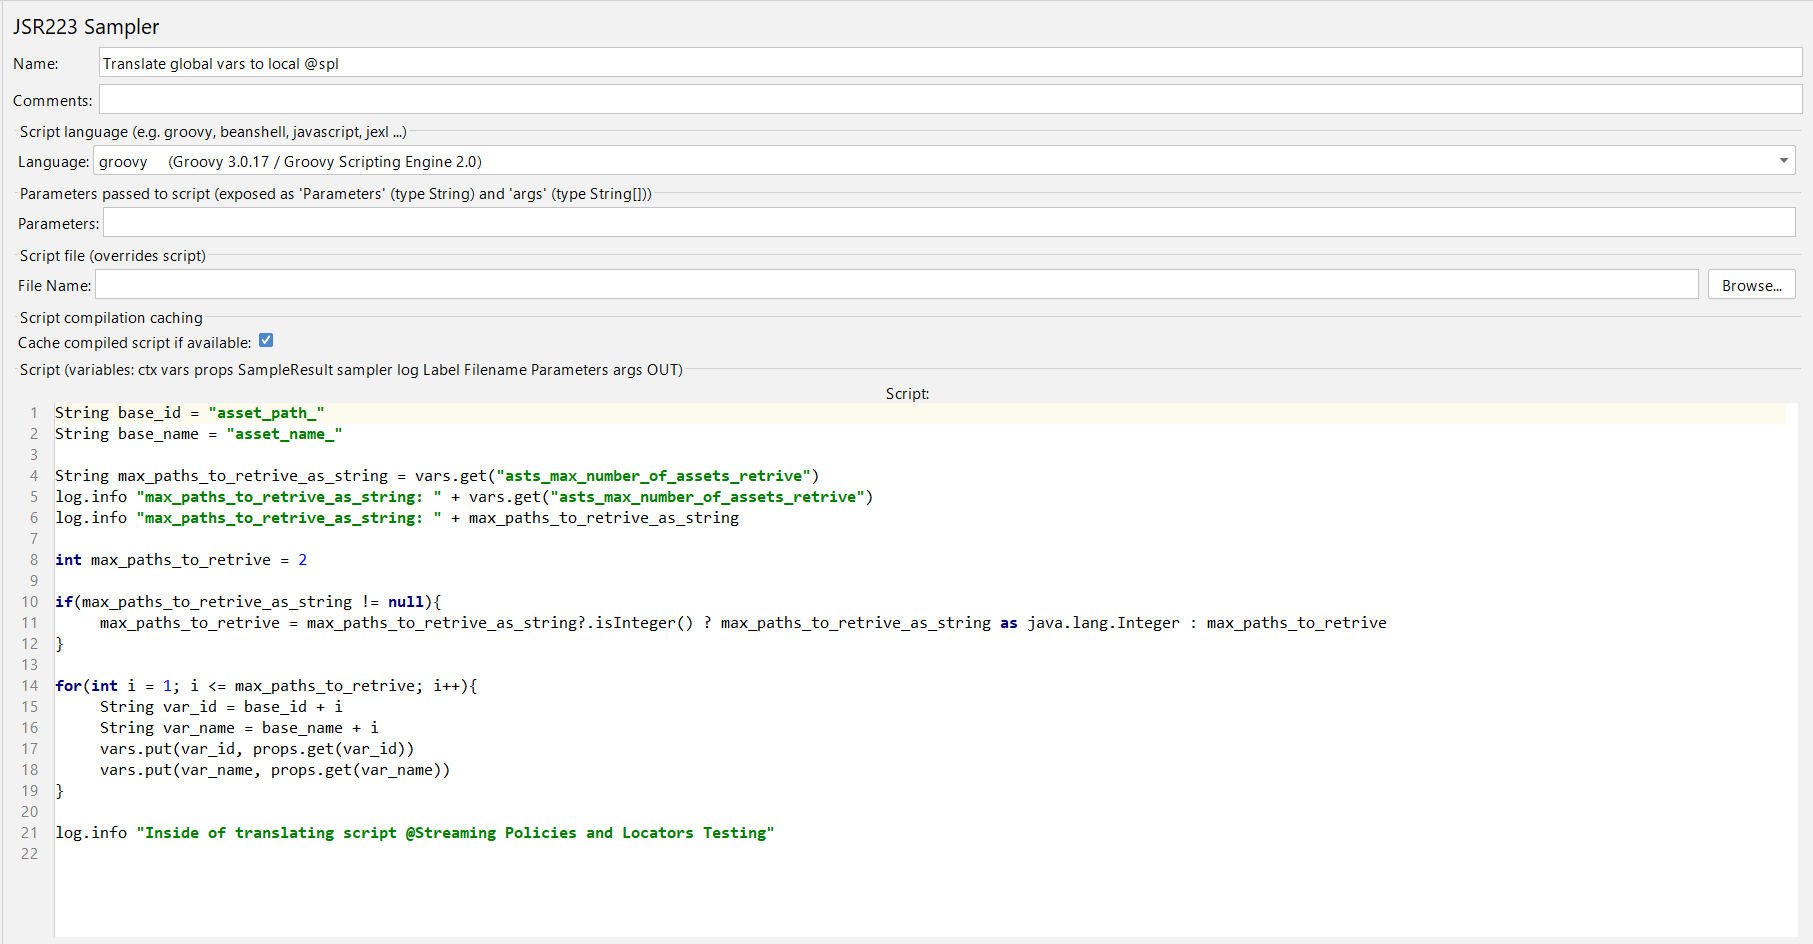 JSR223 Sampler
Name: Translate global vars to local @spl
Comments:
Script language (e.g. groovy, beanshell, javascript, jexl ...)
Language: groovy (Groovy 3.0.17 / Groovy Scripting Engine 2.0)
Parameters passed to script (exposed as 'Parameters' (type String) and 'args' (type String[]))
Parameters:
Script file (overrides script)
File Name: Browse...
Script compilation caching
Cache compiled script if available:
Script (variables: ctx vars props SampleResult sampler log Label Filename Parameters args OUT)
Script:
1 String base_id = "asset_path_"
2 String base_name = "asset_name_"
3
4 String max_paths_to_retrive_as_string = vars.get("asts_max_number_of_assets_retrive")
5 log.info "max_paths_to_retrive_as_string: " + vars.get("asts_max_number_of_assets_retrive")
6 log.info "max_paths_to_retrive_as_string: " + max_paths_to_retrive_as_string
7
8 int max_paths_to_retrive = 2
9
10 if(max_paths_to_retrive_as_string != null){
11 max_paths_to_retrive = max_paths_to_retrive_as_string?.isInteger() ? max_paths_to_retrive_as_string as java.lang.Integer : max_paths_to_retrive
12 }
13
14 for(int i = 1; i <= max_paths_to_retrive; i++){
15 String var_id = base_id + i
16 String var_name = base_name + i
17 vars.put(var_id, props.get(var_id))
18 vars.put(var_name, props.get(var_name))
19 }
20
21 log.info "Inside of translating script @Streaming Policies and Locators Testing"
22